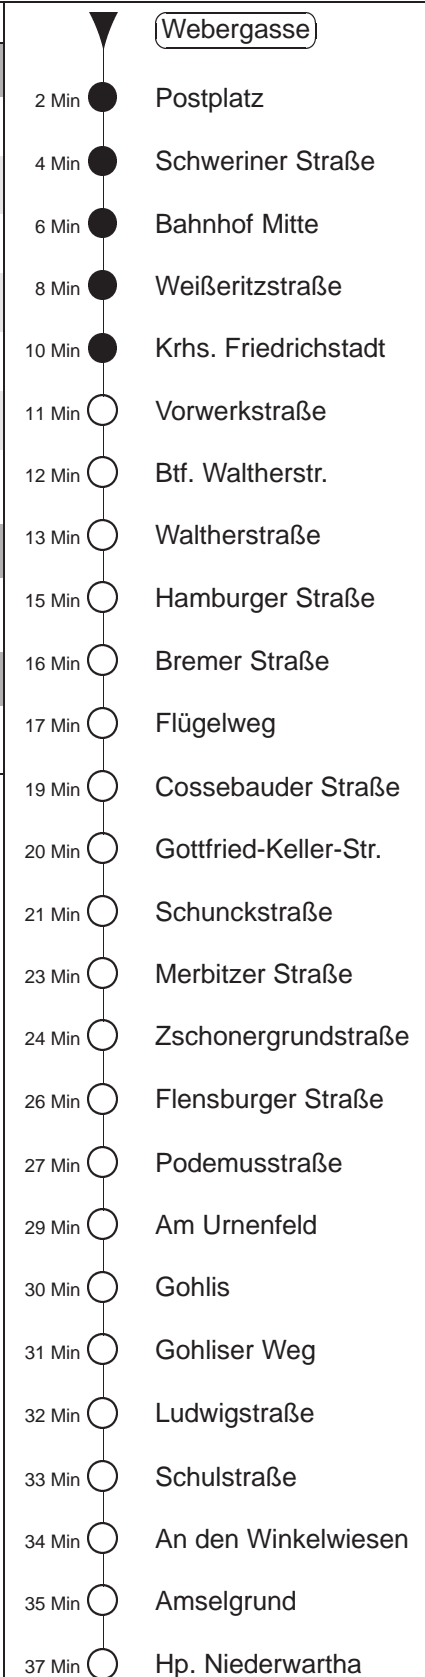 Webergasse
2 Min Postplatz
4 Min Schweriner Straße
6 Min Bahnhof Mitte
8 Min Weißeritzstraße
10 Min Krhs. Friedrichstadt
11 Min Vorwerkstraße
12 Min Btf. Waltherstr.
13 Min Waltherstraße
15 Min Hamburger Straße
16 Min Bremer Straße
17 Min Flügelweg
19 Min Cossebauder Straße
20 Min Gottfried-Keller-Str.
21 Min Schunckstraße
23 Min Merbitzer Straße
24 Min Zschonergrundstraße
26 Min Flensburger Straße
27 Min Podemusstraße
29 Min Am Urnenfeld
30 Min Gohlis
31 Min Gohliser Weg
32 Min Ludwigstraße
33 Min Schulstraße
34 Min An den Winkelwiesen
35 Min Amselgrund
37 Min Hp. Niederwartha